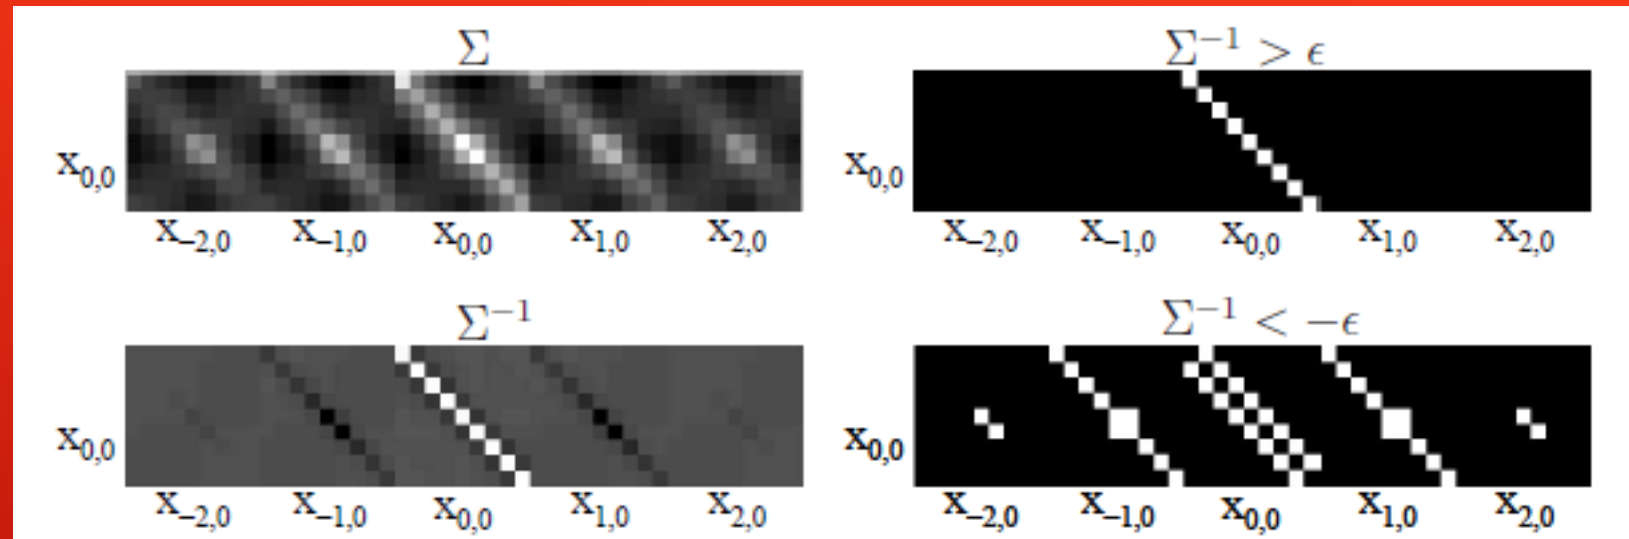 Σ
x₀,₀
x₋₂,₀ x₋₁,₀ x₀,₀ x₁,₀ x₂,₀
Σ⁻¹ > ϵ
x₀,₀
x₋₂,₀ x₋₁,₀ x₀,₀ x₁,₀ x₂,₀
Σ⁻¹
x₀,₀
x₋₂,₀ x₋₁,₀ x₀,₀ x₁,₀ x₂,₀
Σ⁻¹ < −ϵ
x₀,₀
x₋₂,₀ x₋₁,₀ x₀,₀ x₁,₀ x₂,₀